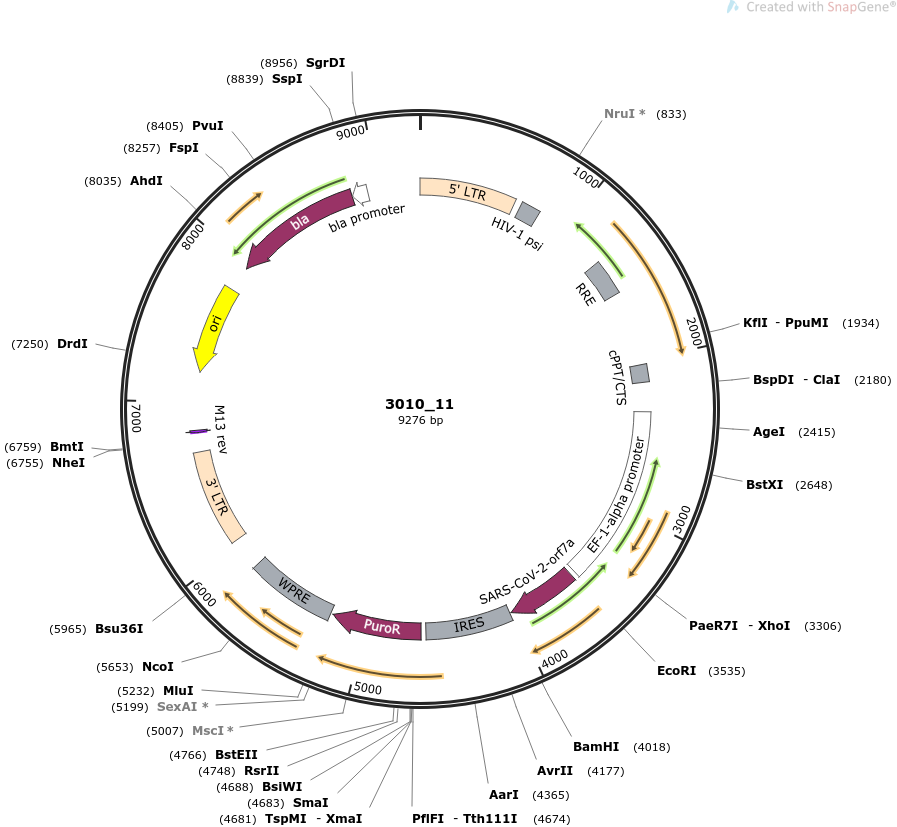 Created with SnapGene®
(8956) SgrDI
(8839) SspI
(8405) PvuI
(8257) FspI
(8035) AhdI
(7250) DrdI
(6759) BmtI
(6755) NheI
(5965) Bsu36I
(5653) NcoI
(5232) MluI
(5199) SexAI *
(5007) MscI *
(4766) BstEII
(4748) RsrII
(4688) BsiWI
(4683) SmaI
(4681) TspMI - XmaI
NruI * (833)
KflI - PpuMI (1934)
BspDI - ClaI (2180)
AgeI (2415)
BstXI (2648)
PaeR7I - XhoI (3306)
EcoRI (3535)
BamHI (4018)
AvrII (4177)
AarI (4365)
PflFI - Tth111I (4674)
1000
2000
3000
4000
5000
6000
7000
8000
9000
5' LTR
HIV-1 psi
RRE
cPPT/CTS
EF-1-alpha promoter
SARS-CoV-2-orf7a
IRES
PuroR
WPRE
3' LTR
M13 rev
ori
bla
bla promoter
3010_11
9276 bp